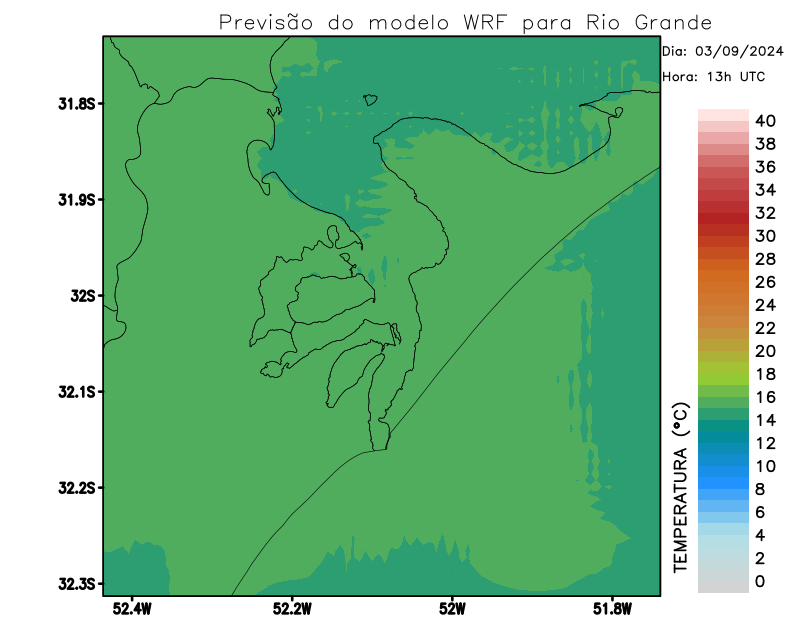 Previsão do modelo WRF para Rio Grande
Dia: 03/09/2024
Hora: 13h UTC
31.8S
31.9S
32S
32.1S
32.2S
32.3S
52.4W
52.2W
52W
51.8W
TEMPERATURA (°C)
40
38
36
34
32
30
28
26
24
22
20
18
16
14
12
10
8
6
4
2
0